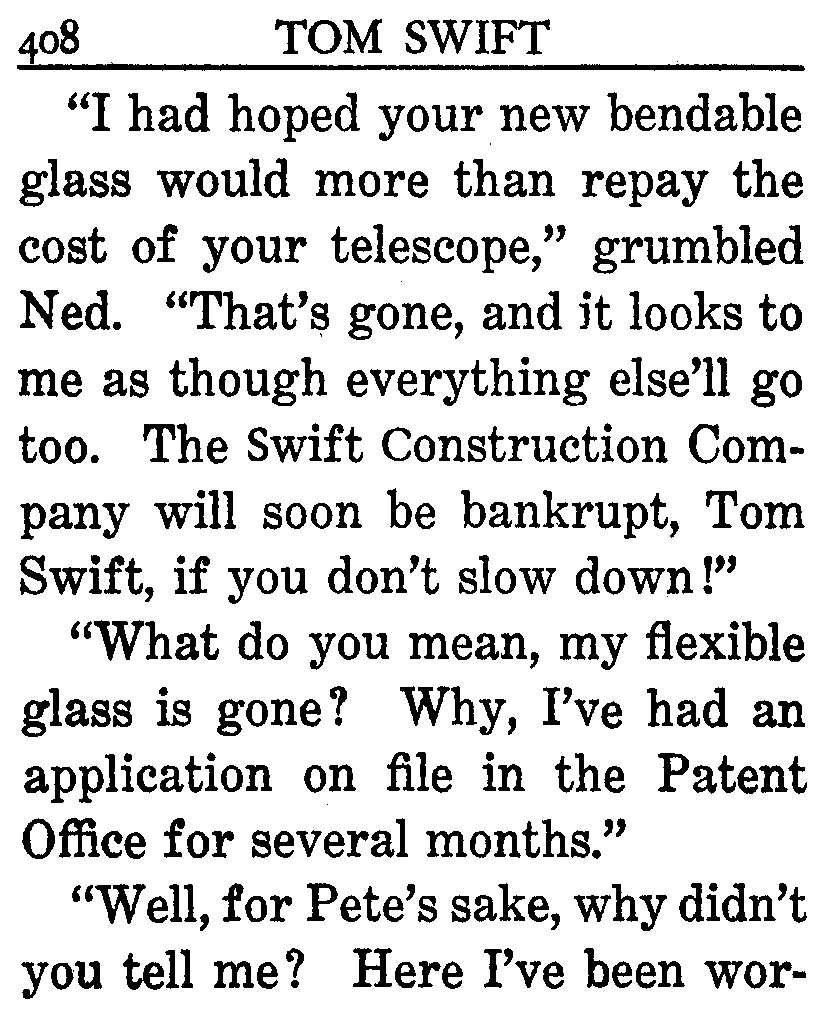 408 TOM SWIFT
“I had hoped your new bendable
glass would more than repay the
cost of your telescope,” grumbled
Ned. “That’s gone, and it looks to
me as though everything else’ll go
too. The Swift Construction Com-
pany will soon be bankrupt, Tom
Swift, if you don’t slow down!”
“What do you mean, my flexible
glass is gone? Why, I’ve had an
application on file in the Patent
Office for several months.”
“Well, for Pete’s sake, why didn’t
you tell me? Here I’ve been wor-